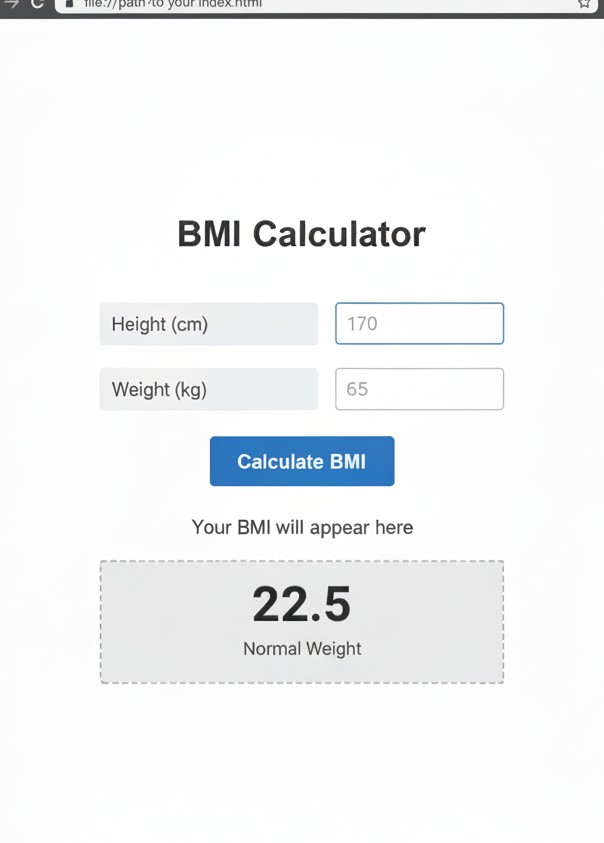 file://path-to your index.html
BMI Calculator
Height (cm) 170
Weight (kg) 65
Calculate BMI
Your BMI will appear here
22.5
Normal Weight